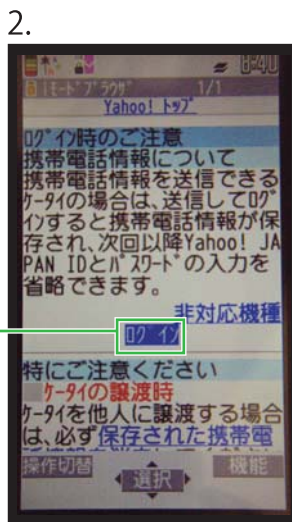 2.
8:40
iモードブラウザ 1/1
Yahoo! トップ
ログイン時のご注意
携帯電話情報について
携帯電話情報を送信できる
ケータイの場合は、送信してログ
インすると携帯電話情報が保
存され、次回以降Yahoo! JA
PAN IDとパスワードの入力を
省略できます。
非対応機種
ログイン
特にご注意ください
ケータイの譲渡時
ケータイを他人に譲渡する場合
は、必ず保存された携帯電
操作切替 選択 機能